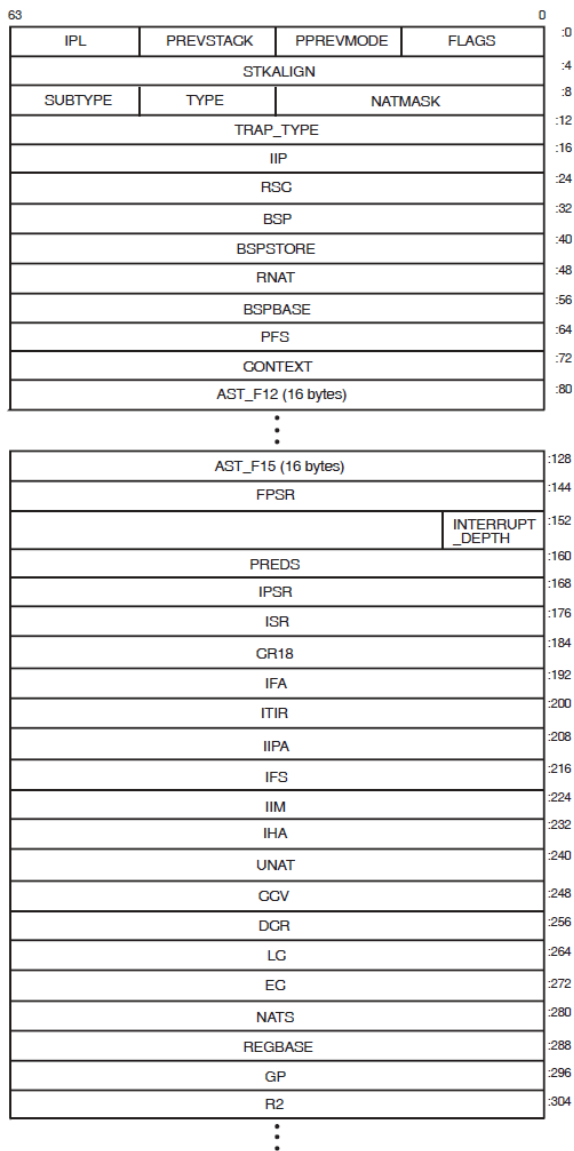 63 0
IPL PREVSTACK PPREVMODE FLAGS :0
STKALIGN :4
SUBTYPE TYPE NATMASK :8
TRAP_TYPE :12
IIP :16
RSC :24
BSP :32
BSPSTORE :40
RNAT :48
BSPBASE :56
PFS :64
CONTEXT :72
AST_F12 (16 bytes) :80
AST_F15 (16 bytes) :128
FPSR :144
INTERRUPT :152
_DEPTH
PREDS :160
IPSR :168
ISR :176
CR18 :184
IFA :192
ITIR :200
IIPA :208
IFS :216
IIM :224
IHA :232
UNAT :240
CCV :248
DCR :256
LC :264
EC :272
NATS :280
REGBASE :288
GP :296
R2 :304